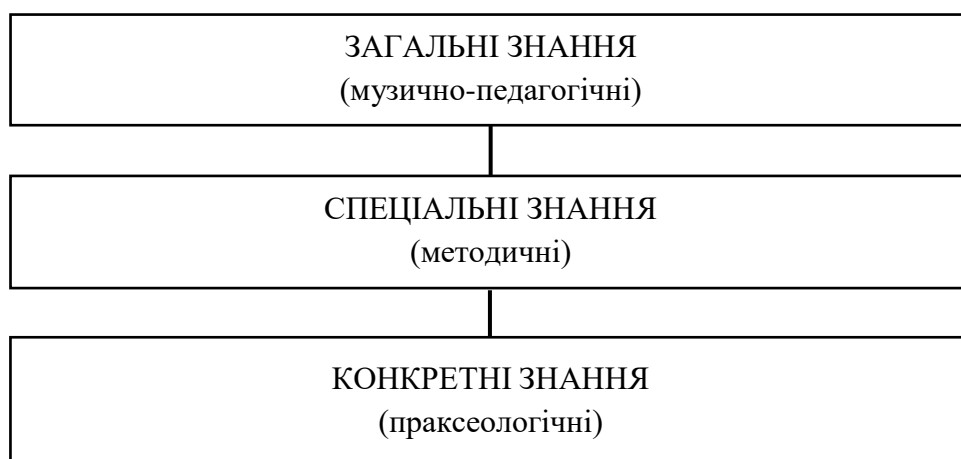 ЗАГАЛЬНІ ЗНАННЯ
(музично-педагогічні)
СПЕЦІАЛЬНІ ЗНАННЯ
(методичні)
КОНКРЕТНІ ЗНАННЯ
(праксеологічні)